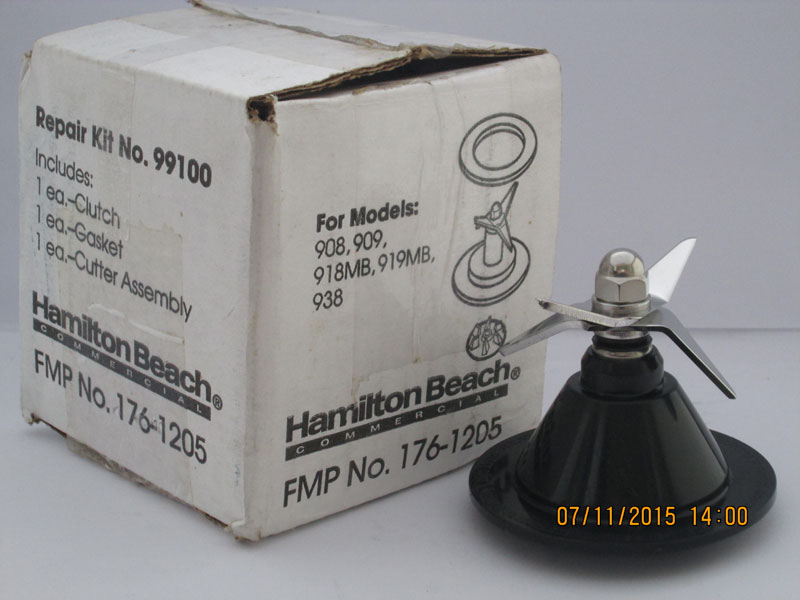 Repair Kit No. 99100
Includes:
1 ea.-Clutch
1 ea.-Gasket
1 ea.-Cutter Assembly
Hamilton Beach®
COMMERCIAL
FMP No. 176-1205
For Models:
908, 909,
918MB, 919MB,
938
Hamilton Beach®
COMMERCIAL
FMP No. 176-1205
07/11/2015 14:00